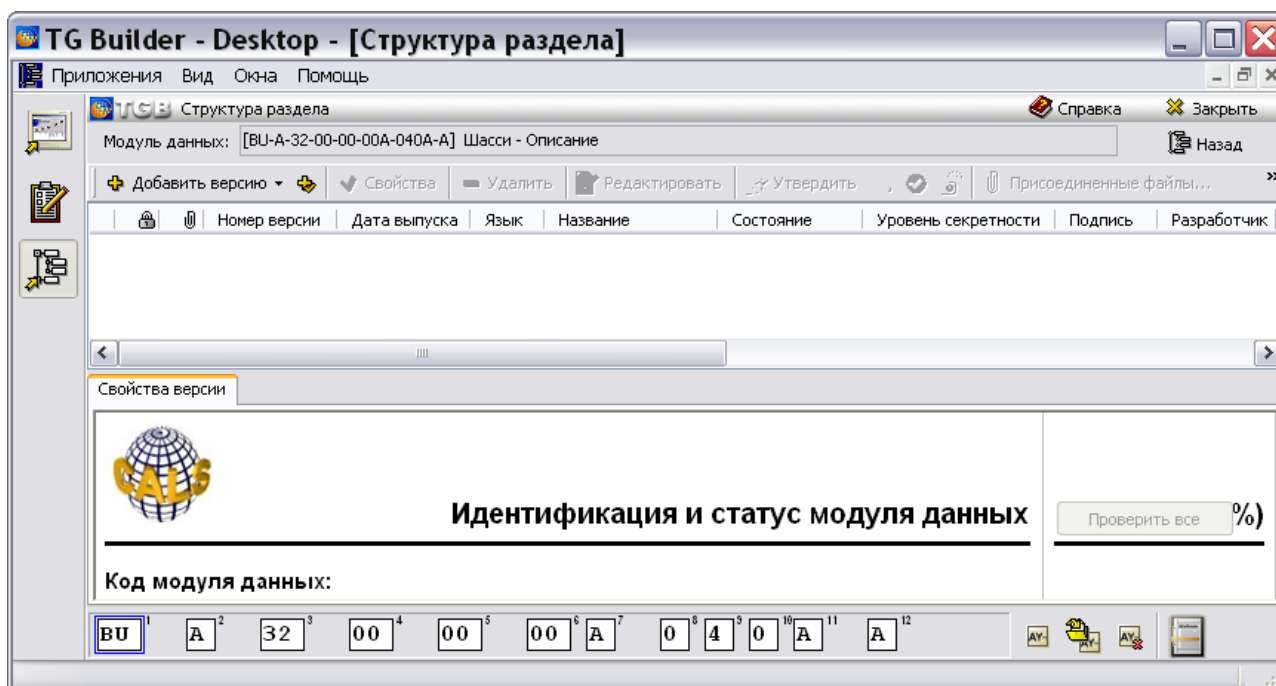 TG Builder - Desktop - [Структура раздела]
Приложения Вид Окна Помощь
TGB Структура раздела Справка Закрыть
Модуль данных: [BU-A-32-00-00-00A-040A-A] Шасси - Описание Назад
Добавить версию Свойства Удалить Редактировать Утвердить , Присоединенные файлы... »
Номер версии Дата выпуска Язык Название Состояние Уровень секретности Подпись Разработчик
Свойства версии
CALS
Идентификация и статус модуля данных Проверить все %)
Код модуля данных:
BU 1 A 2 32 3 00 4 00 5 00 6 A 7 0 8 4 9 0 10 A 11 A 12 AY- AY- AY-